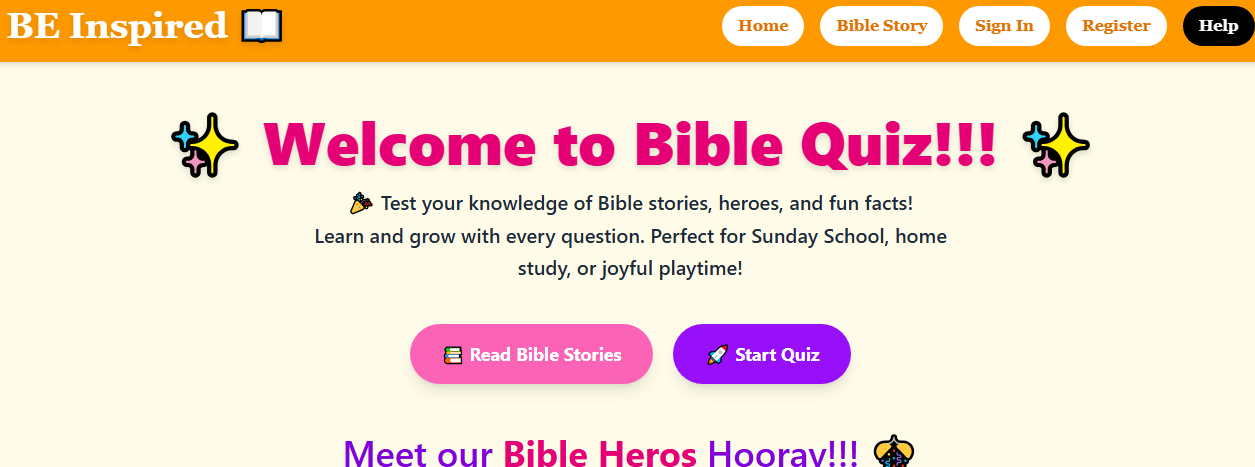 BE Inspired 📖
Home
Bible Story
Sign In
Register
Help
✨ Welcome to Bible Quiz!!! ✨
🎉 Test your knowledge of Bible stories, heroes, and fun facts!
Learn and grow with every question. Perfect for Sunday School, home
study, or joyful playtime!
📚 Read Bible Stories
🚀 Start Quiz
Meet our Bible Heros Hooray!!!